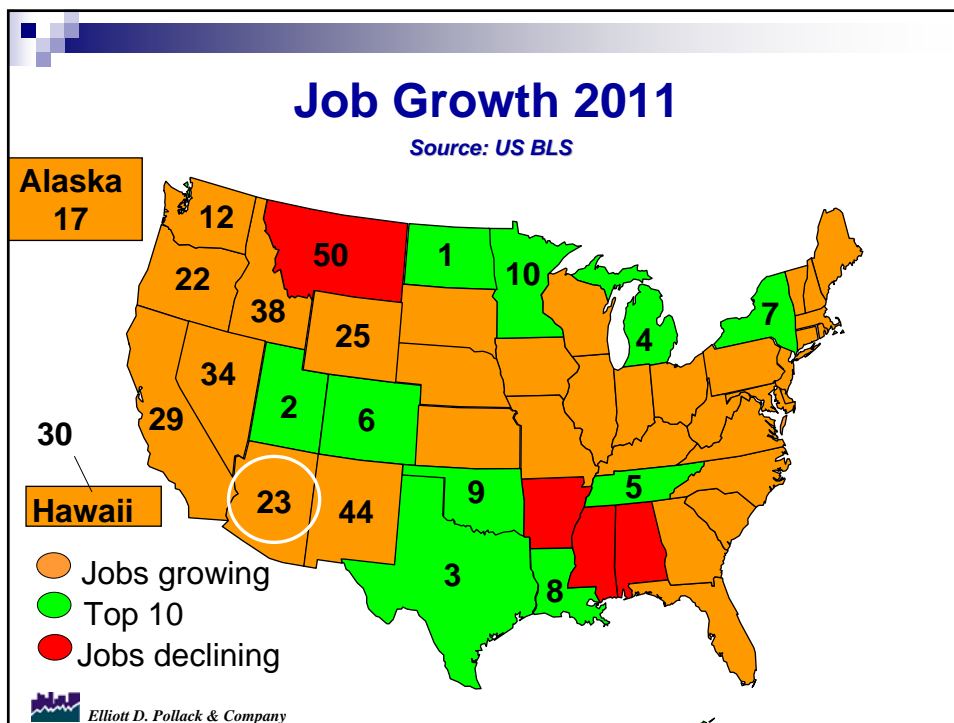 Job Growth 2011
Source: US BLS
Alaska
17
12
22
38
50
1
10
4
7
25
34
2
6
29
30
Hawaii
23
44
9
5
3
8
Jobs growing
Top 10
Jobs declining
Elliott D. Pollack & Company